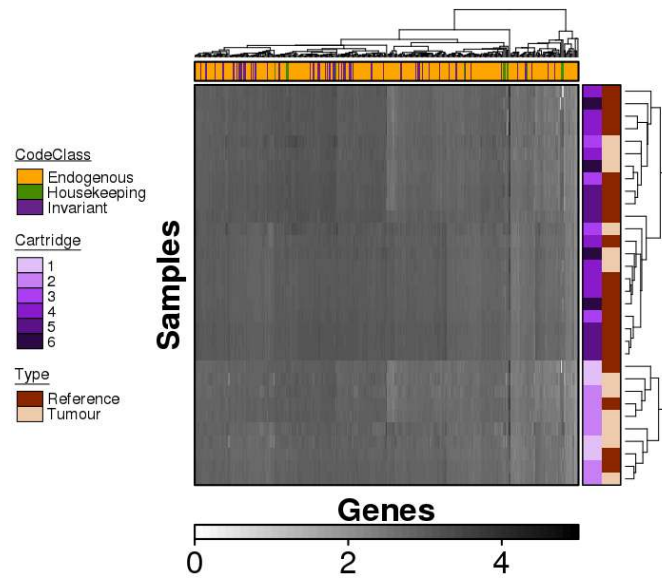 CodeClass
Endogenous
Housekeeping
Invariant
Cartridge
1
2
3
4
5
6
Type
Reference
Tumour
Samples
Genes
0 2 4